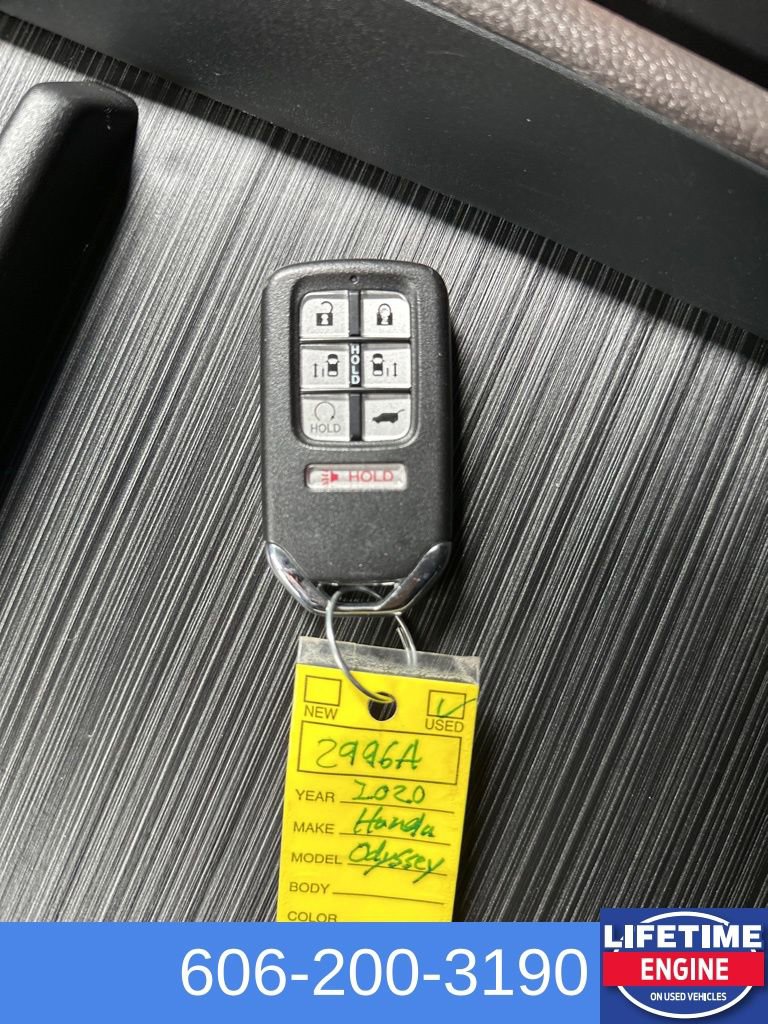 HOLD
HOLD
HOLD
NEW
USED
2996A
YEAR 2020
MAKE Honda
MODEL Odyssey
BODY
COLOR
606-200-3190
LIFETIME
ENGINE
ON USED VEHICLES